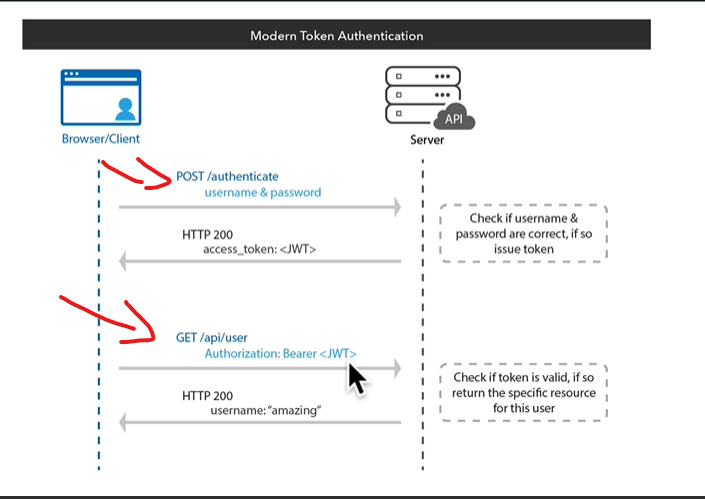 Modern Token Authentication
Browser/Client
API
Server
POST /authenticate
username & password
Check if username &
password are correct, if so
issue token
HTTP 200
access_token: <JWT>
GET /api/user
Authorization: Bearer <JWT>
Check if token is valid, if so
return the specific resource
for this user
HTTP 200
username: “amazing”